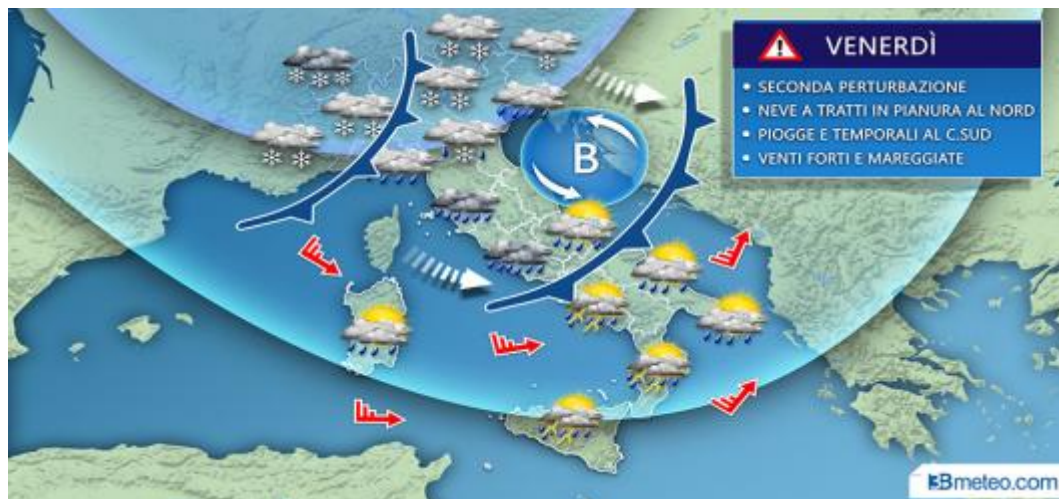 VENERDÌ
• SECONDA PERTURBAZIONE
• NEVE A TRATTI IN PIANURA AL NORD
• PIOGGE E TEMPORALI AL C.SUD
• VENTI FORTI E MAREGGIATE
B
3Bmeteo.com